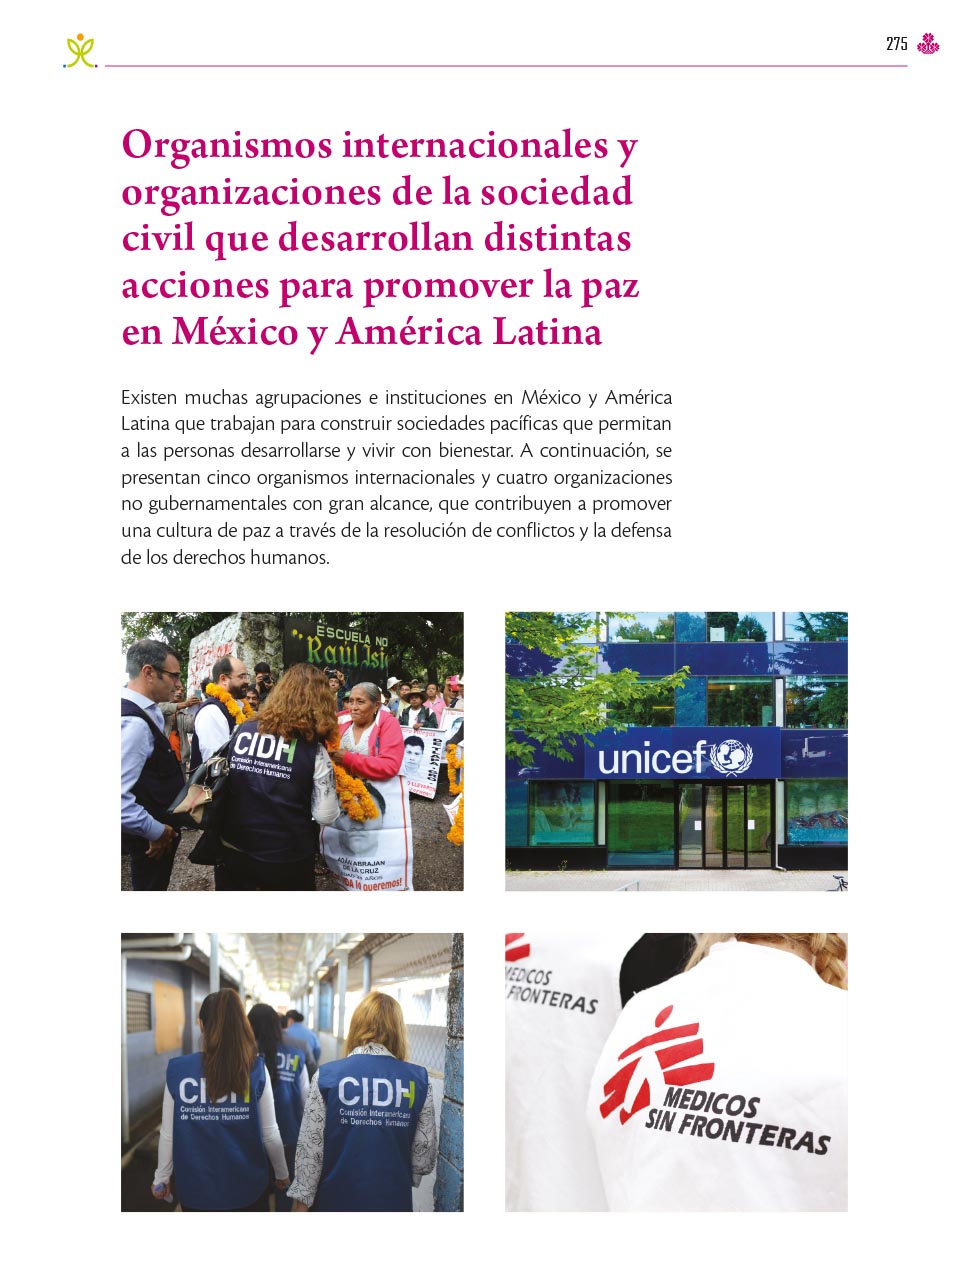 275
Organismos internacionales y
organizaciones de la sociedad
civil que desarrollan distintas
acciones para promover la paz
en México y América Latina
Existen muchas agrupaciones e instituciones en México y América
Latina que trabajan para construir sociedades pacíficas que permitan
a las personas desarrollarse y vivir con bienestar. A continuación, se
presentan cinco organismos internacionales y cuatro organizaciones
no gubernamentales con gran alcance, que contribuyen a promover
una cultura de paz a través de la resolución de conflictos y la defensa
de los derechos humanos.
ESCUELA NO
"Raúl Isi
CIDH
Comisión Interamericana
de Derechos Humanos
ADÁN ABRAJAN
DE LA CRUZ
queremos!
unicef
CIDH
Comisión Interamericana
de Derechos Humanos
CIDH
Comisión Interamericana
de Derechos Humanos
MEDICOS
FRONTERAS
MEDICOS
SIN FRONTERAS